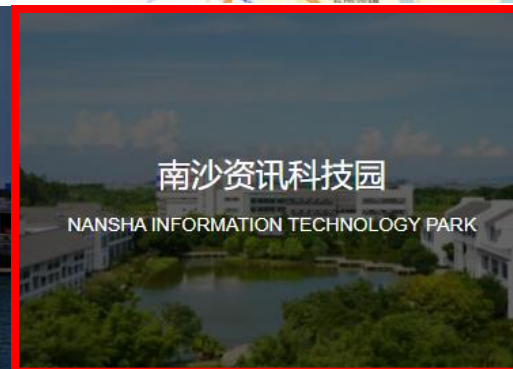 南沙资讯科技园
NANSHA INFORMATION TECHNOLOGY PARK